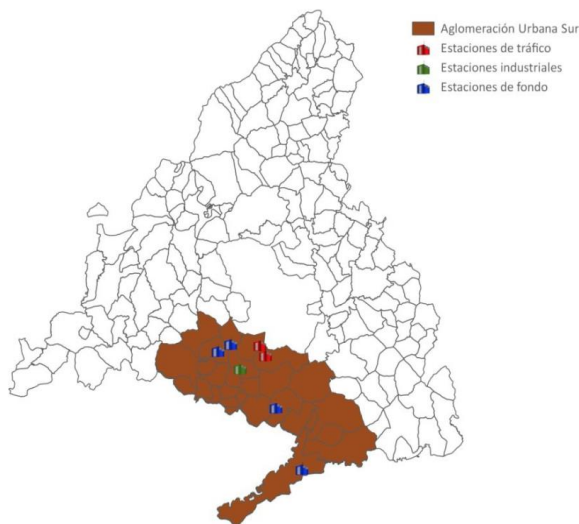 Aglomeración Urbana Sur
Estaciones de tráfico
Estaciones industriales
Estaciones de fondo